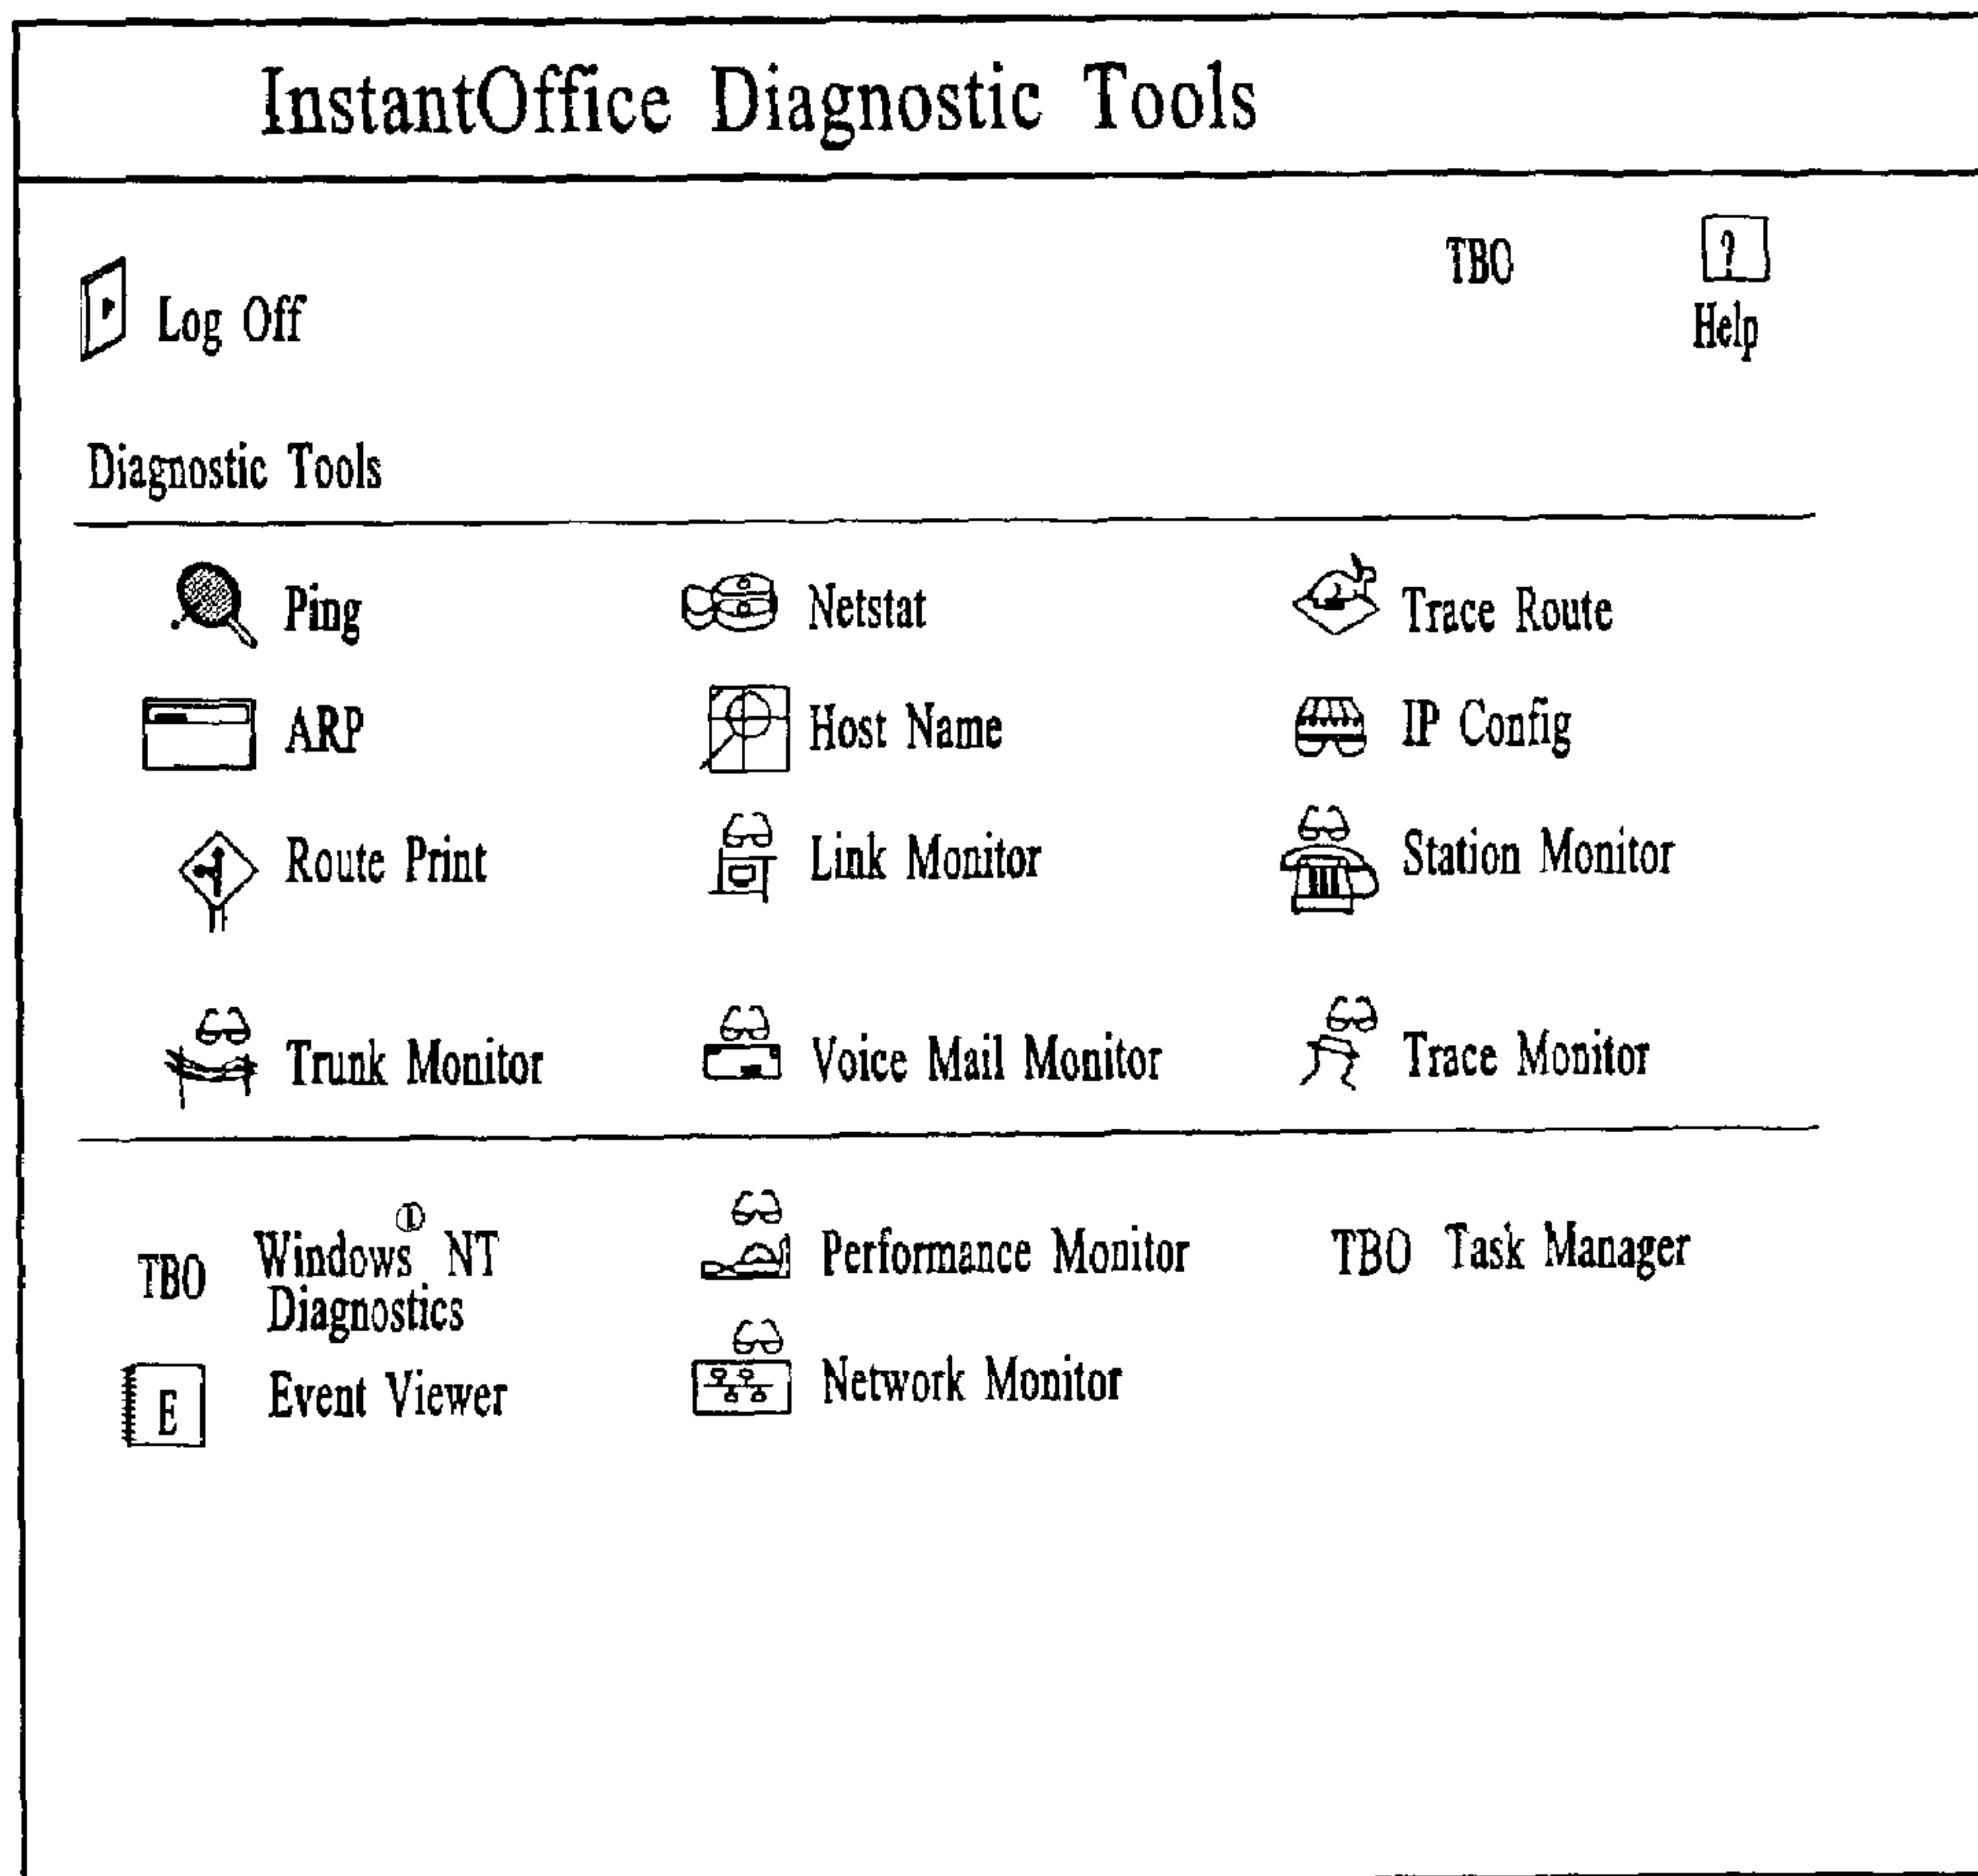 InstantOffice Diagnostic Tools
TBO
?
Log Off
Help
Diagnostic Tools
Ping
Netstat
Trace Route
ARP
Host Name
IP Config
Route Print
Link Monitor
Station Monitor
Trunk Monitor
Voice Mail Monitor
Trace Monitor
TBO
Windows NT
Diagnostics
Performance Monitor
TBO Task Manager
E
Event Viewer
Network Monitor